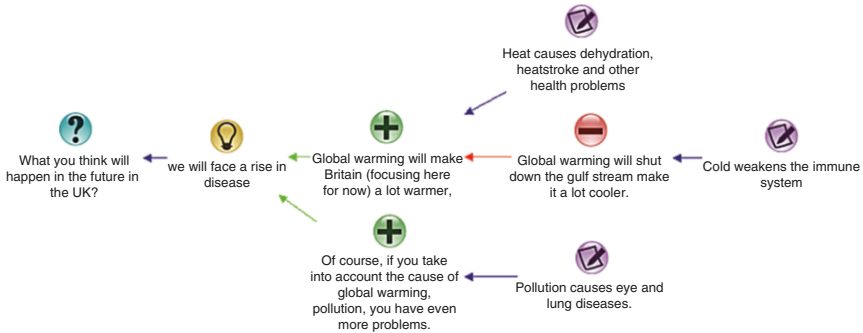 Heat causes dehydration,
heatstroke and other
health problems
What you think will
happen in the future in
the UK?
we will face a rise in
disease
Global warming will make
Britain (focusing here
for now) a lot warmer,
Global warming will shut
down the gulf stream make
it a lot cooler.
Cold weakens the immune
system
Of course, if you take
into account the cause of
global warming,
pollution, you have even
more problems.
Pollution causes eye and
lung diseases.